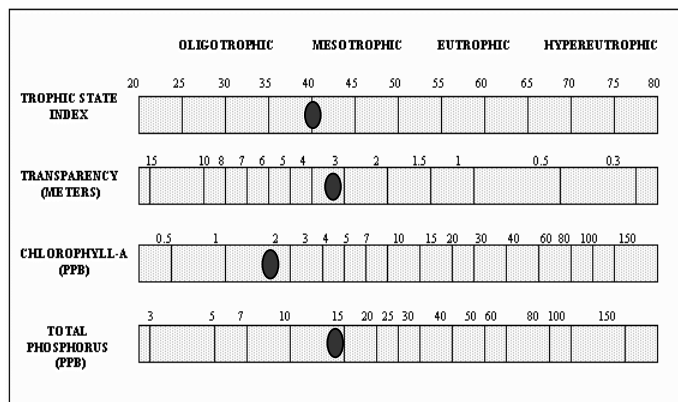 OLIGOTROPHIC MESOTROPHIC EUTROPHIC HYPEREUTROPHIC
20 25 30 35 40 45 50 55 60 65 70 75 80
TROPHIC STATE
INDEX
15 10 8 7 6 5 4 3 2 1.5 1 0.5 0.3
TRANSPARENCY
(METERS)
0.5 1 2 3 4 5 7 10 15 20 30 40 60 80 100 150
CHLOROPHYLL-A
(PPB)
3 5 7 10 15 20 25 30 40 50 60 80 100 150
TOTAL
PHOSPHORUS
(PPB)